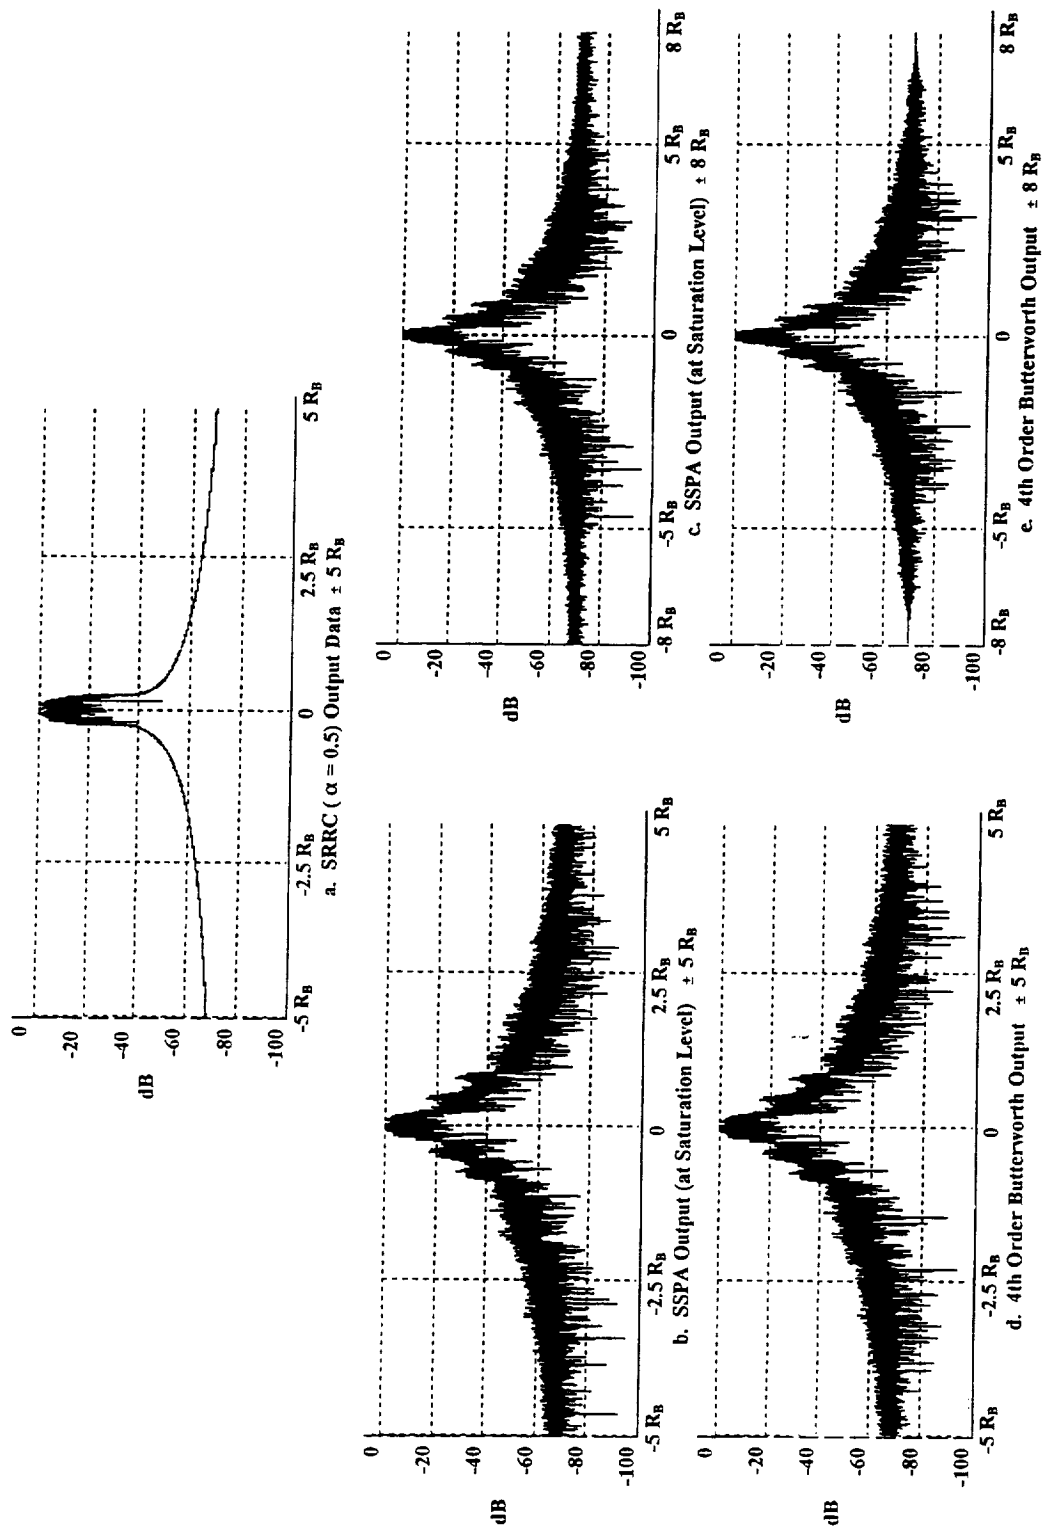 0
-20
-40
-60
-80
-100
dB
-5 R_B
-2.5 R_B
0
2.5 R_B
5 R_B
a. SRRC ( α = 0.5) Output Data ± 5 R_B
0
-20
-40
-60
-80
-100
dB
-5 R_B
-2.5 R_B
0
2.5 R_B
5 R_B
b. SSPA Output (at Saturation Level) ± 5 R_B
0
-20
-40
-60
-80
-100
dB
-8 R_B
-5 R_B
0
5 R_B
8 R_B
c. SSPA Output (at Saturation Level) ± 8 R_B
0
-20
-40
-60
-80
-100
dB
-5 R_B
-2.5 R_B
0
2.5 R_B
5 R_B
d. 4th Order Butterworth Output ± 5 R_B
0
-20
-40
-60
-80
-100
dB
-8 R_B
-5 R_B
0
5 R_B
8 R_B
e. 4th Order Butterworth Output ± 8 R_B